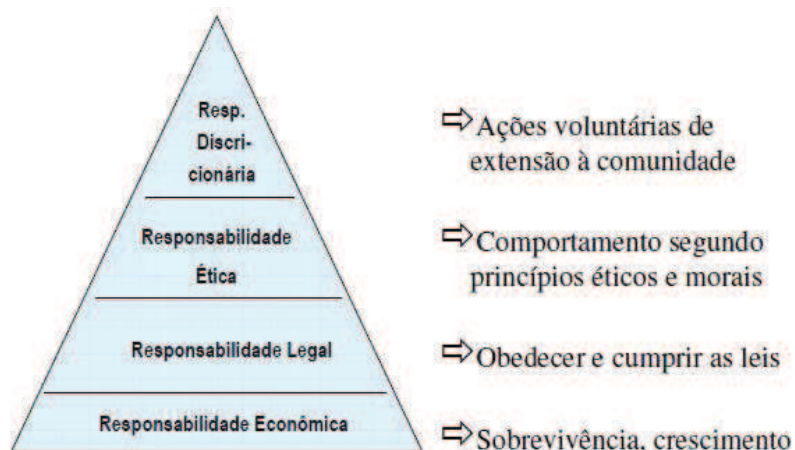 Resp.
Discri-
cionária
⇨ Ações voluntárias de
extensão à comunidade
Responsabilidade
Ética
⇨ Comportamento segundo
princípios éticos e morais
Responsabilidade Legal
⇨ Obedecer e cumprir as leis
Responsabilidade Econômica
⇨ Sobrevivência, crescimento